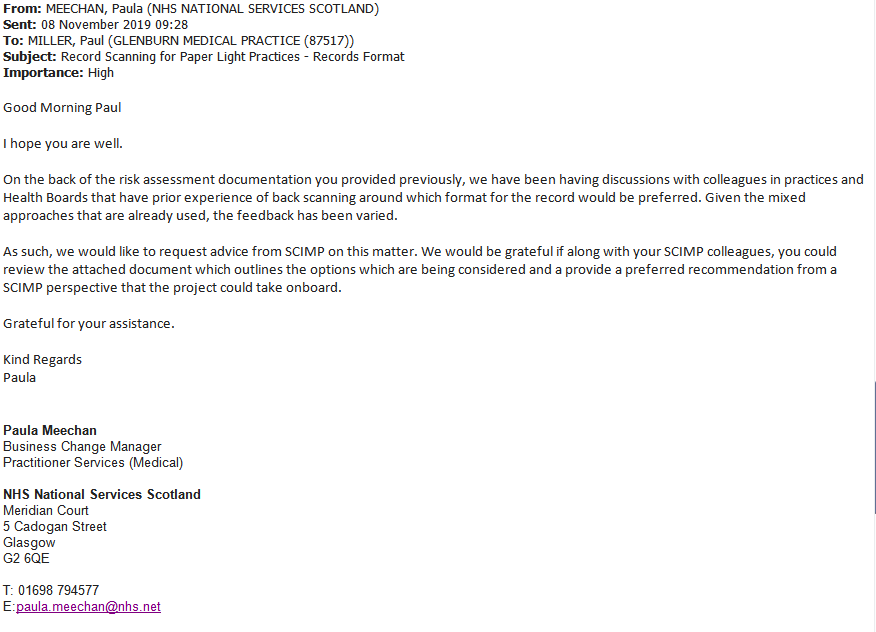 From: MEECHAN, Paula (NHS NATIONAL SERVICES SCOTLAND)
Sent: 08 November 2019 09:28
To: MILLER, Paul (GLENBURN MEDICAL PRACTICE (87517))
Subject: Record Scanning for Paper Light Practices - Records Format
Importance: High
Good Morning Paul
I hope you are well.
On the back of the risk assessment documentation you provided previously, we have been having discussions with colleagues in practices and
Health Boards that have prior experience of back scanning around which format for the record would be preferred. Given the mixed
approaches that are already used, the feedback has been varied.
As such, we would like to request advice from SCIMP on this matter. We would be grateful if along with your SCIMP colleagues, you could
review the attached document which outlines the options which are being considered and a provide a preferred recommendation from a
SCIMP perspective that the project could take onboard.
Grateful for your assistance.
Kind Regards
Paula
Paula Meechan
Business Change Manager
Practitioner Services (Medical)
NHS National Services Scotland
Meridian Court
5 Cadogan Street
Glasgow
G2 6QE
T: 01698 794577
E:paula.meechan@nhs.net